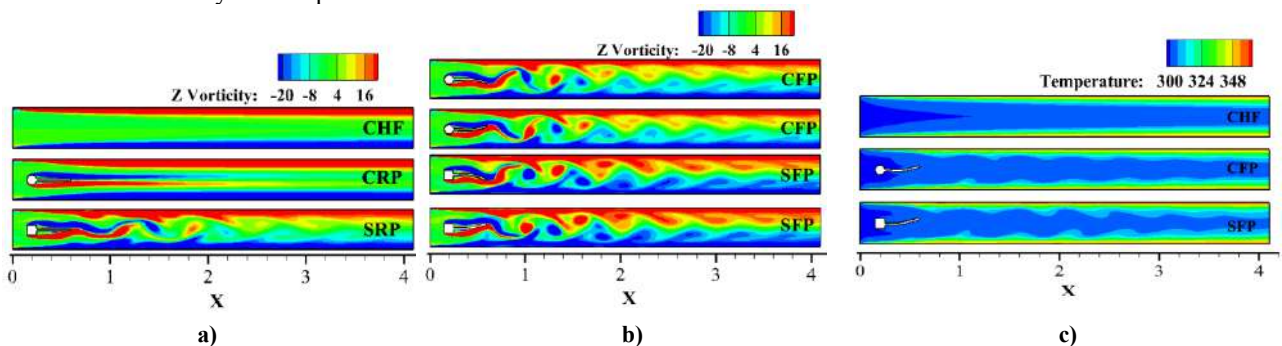 Z Vorticity: -20 -8 4 16
CHF
CRP
SRP
0 1 2 3 4
X
a)
Z Vorticity: -20 -8 4 16
CFP
CFP
SFP
SFP
0 1 2 3 4
X
b)
Temperature: 300 324 348
CHF
CFP
SFP
0 1 2 3 4
X
c)